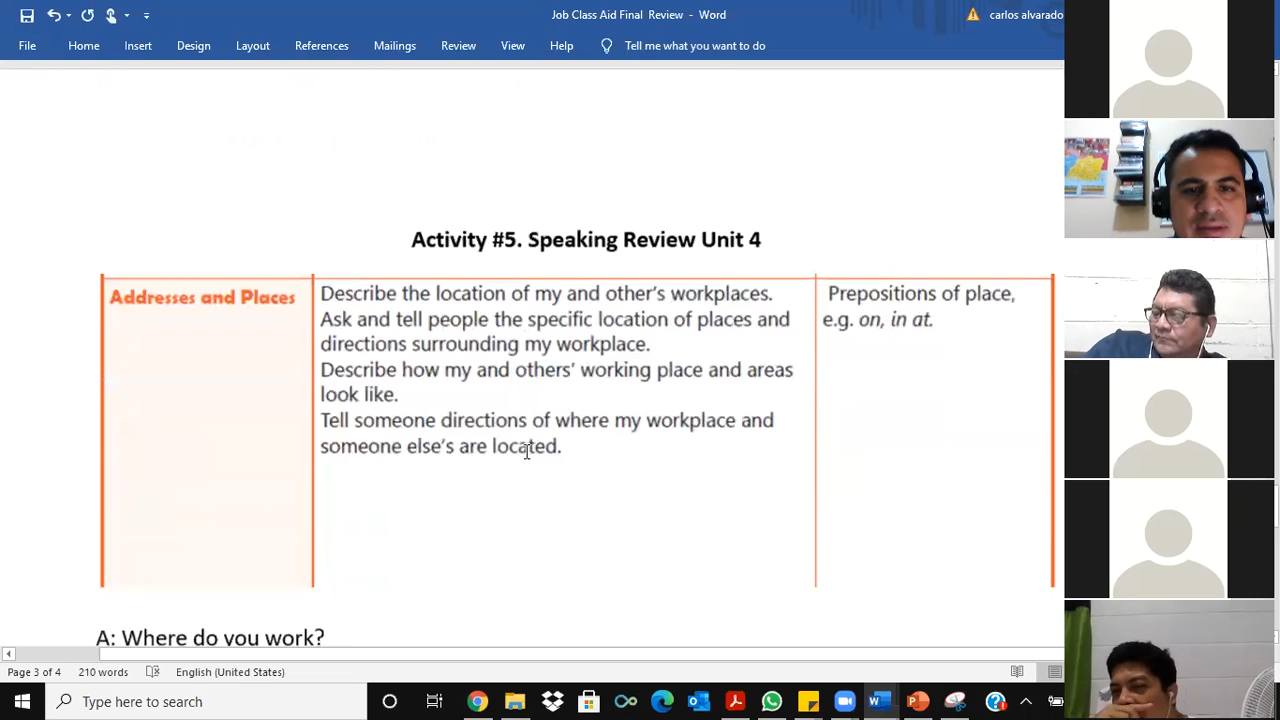 Job Class Aid Final Review - Word
carlos alvarado
File Home Insert Design Layout References Mailings Review View Help Tell me what you want to do
Activity #5. Speaking Review Unit 4
Addresses and Places
Describe the location of my and other's workplaces.
Ask and tell people the specific location of places and
directions surrounding my workplace.
Describe how my and others' working place and areas
look like.
Tell someone directions of where my workplace and
someone else's are located.
Prepositions of place,
e.g. on, in at.
A: Where do you work?
Page 3 of 4 210 words English (United States)
Type here to search